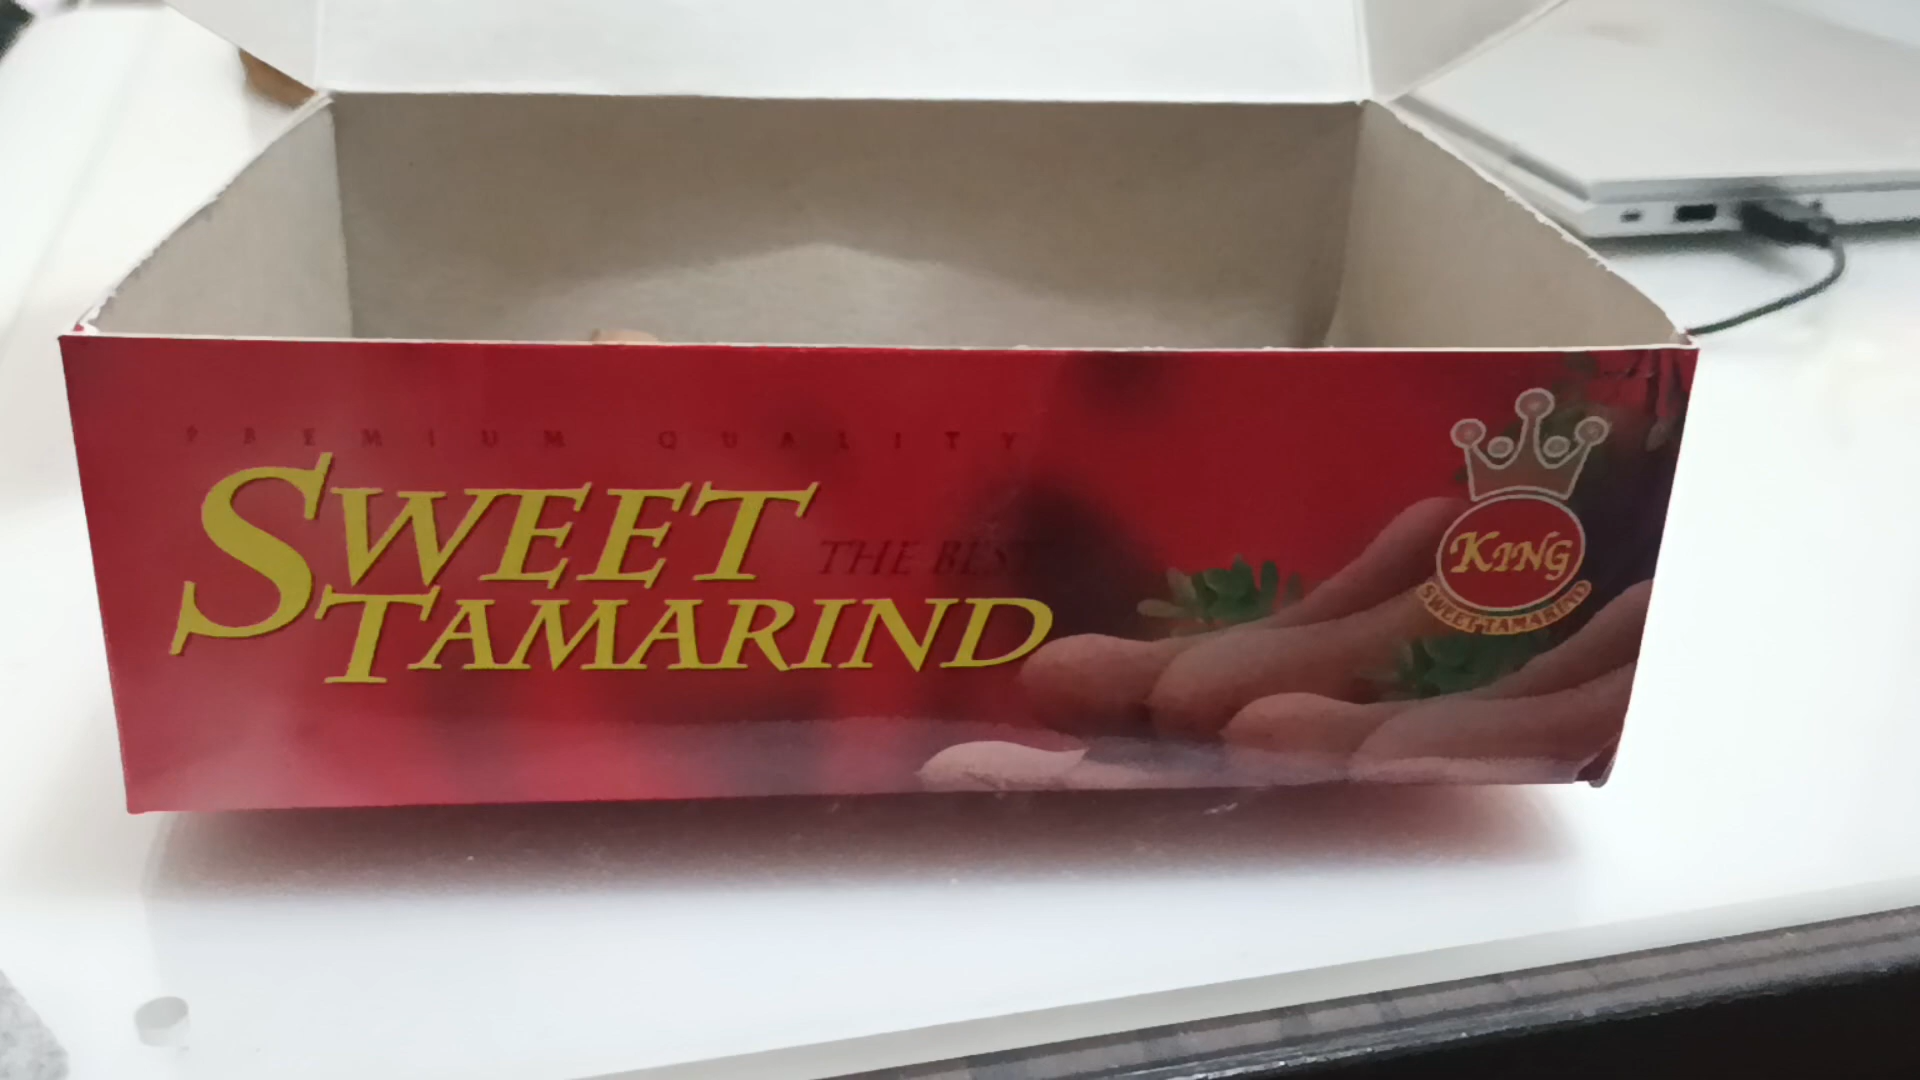 PREMIUM QUALITY
SWEET
THE BEST
TAMARIND
KING
SWEET TAMARIND